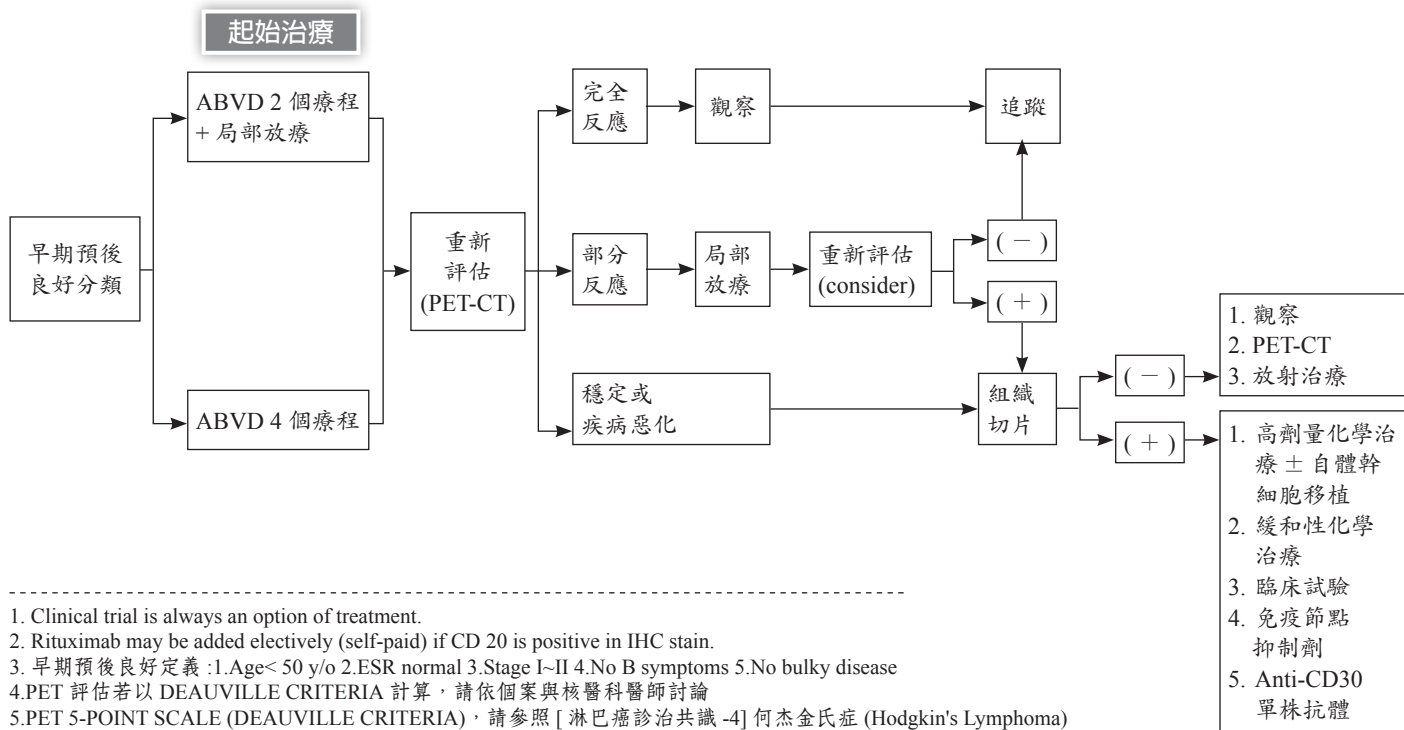 起始治療
ABVD 2 個療程
+ 局部放療
完全
反應
觀察
追蹤
早期預後
良好分類
重新
評估
(PET-CT)
部分
反應
局部
放療
重新評估
(consider)
( － )
( ＋ )
ABVD 4 個療程
穩定或
疾病惡化
組織
切片
( － )
1. 觀察
2. PET-CT
3. 放射治療
( + )
1. 高劑量化學治
療 ± 自體幹
細胞移植
2. 緩和性化學
治療
3. 臨床試驗
4. 免疫節點
抑制劑
5. Anti-CD30
單株抗體
1. Clinical trial is always an option of treatment.
2. Rituximab may be added electively (self-paid) if CD 20 is positive in IHC stain.
3. 早期預後良好定義 :1.Age< 50 y/o 2.ESR normal 3.Stage I~II 4.No B symptoms 5.No bulky disease
4.PET 評估若以 DEAUVILLE CRITERIA 計算，請依個案與核醫科醫師討論
5.PET 5-POINT SCALE (DEAUVILLE CRITERIA)，請參照 [ 淋巴癌診治共識 -4] 何杰金氏症 (Hodgkin's Lymphoma)